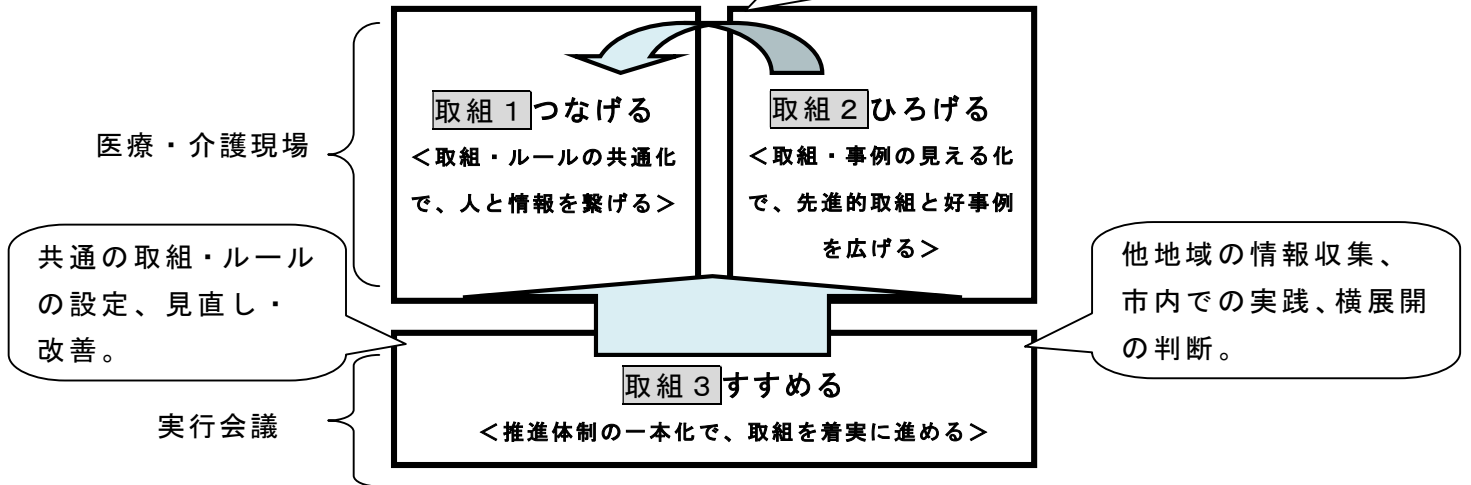 医療・介護現場
取組１つなげる
＜取組・ルールの共通化
で、人と情報を繋げる＞
取組２ひろげる
＜取組・事例の見える化
で、先進的取組と好事例
を広げる＞
共通の取組・ルール
の設定、見直し・
改善。
他地域の情報収集、
市内での実践、横展開
の判断。
実行会議
取組３すすめる
＜推進体制の一本化で、取組を着実に進める＞